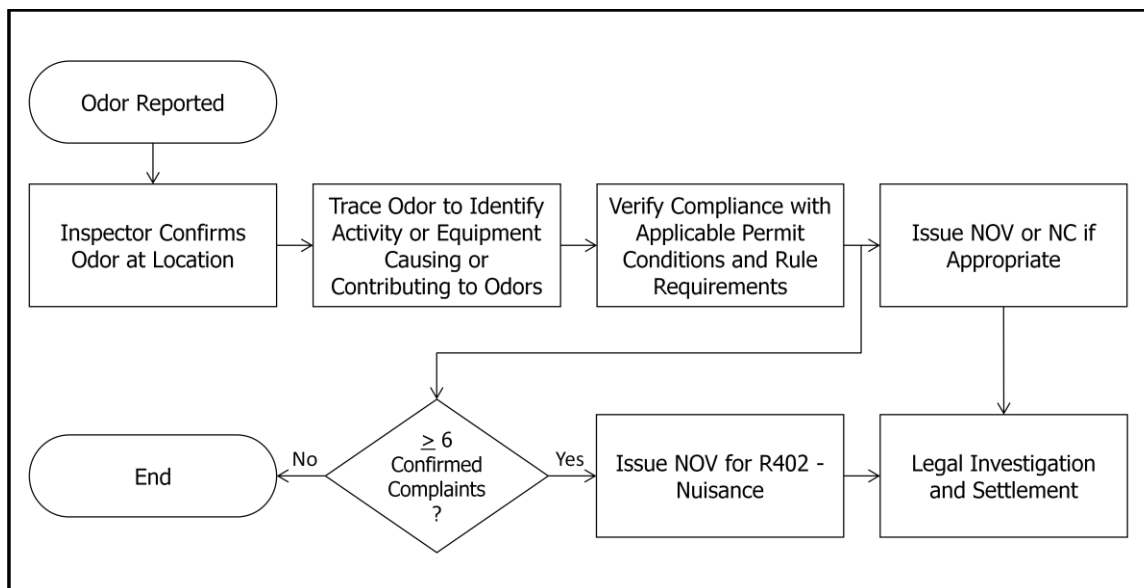 Odor Reported
Inspector Confirms
Odor at Location
Trace Odor to Identify
Activity or Equipment
Causing or
Contributing to Odors
Verify Compliance with
Applicable Permit
Conditions and Rule
Requirements
Issue NOV or NC if
Appropriate
End
No
≥ 6
Confirmed
Complaints
?
Yes
Issue NOV for R402 -
Nuisance
Legal Investigation
and Settlement